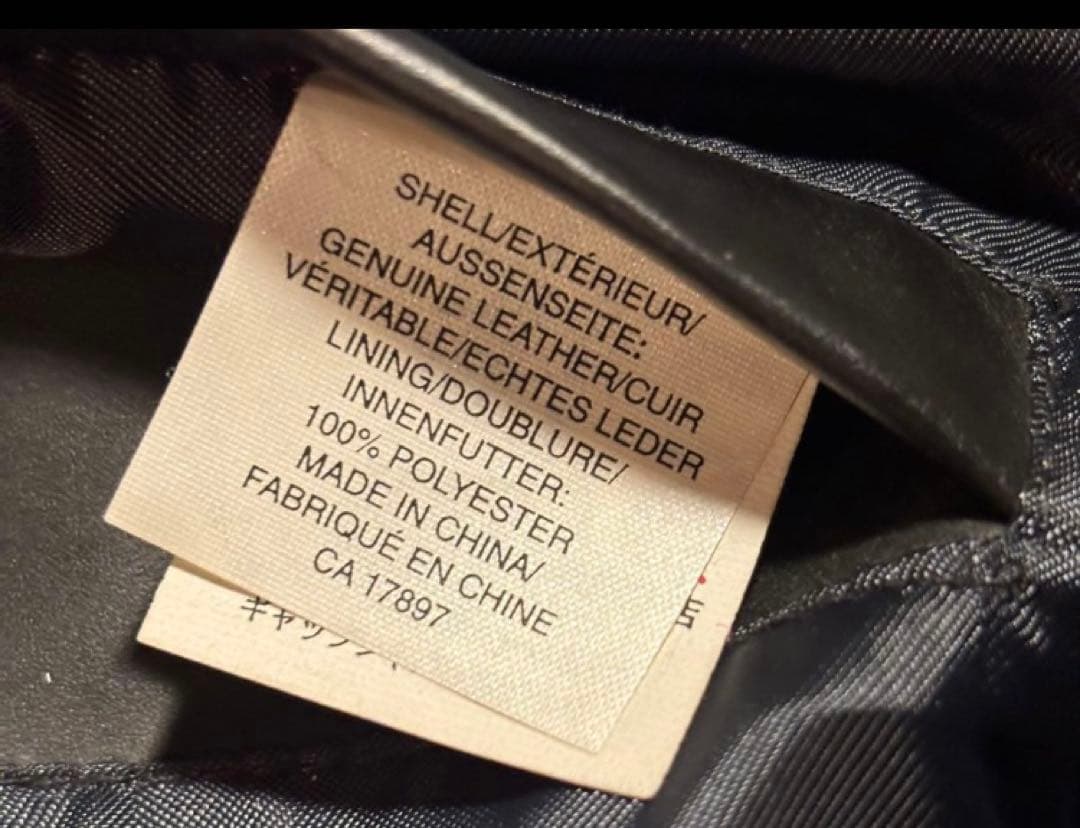 SHELL/EXTÉRIEUR/
AUSSENSEITE:
GENUINE LEATHER/CUIR
VÉRITABLE/ECHTES LEDER
LINING/DOUBLURE/
INNENFUTTER:
100% POLYESTER
MADE IN CHINA/
FABRIQUÉ EN CHINE
CA 17897